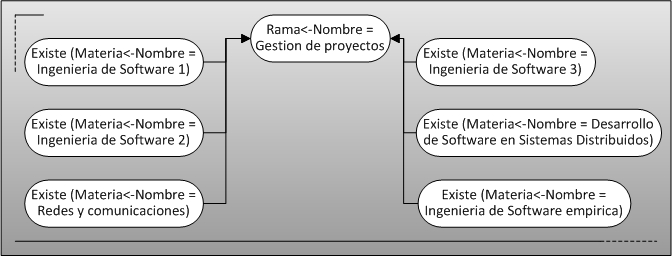 Rama<-Nombre =
Gestion de proyectos
Existe (Materia<-Nombre =
Ingenieria de Software 1)
Existe (Materia<-Nombre =
Ingenieria de Software 2)
Existe (Materia<-Nombre =
Redes y comunicaciones)
Existe (Materia<-Nombre =
Ingenieria de Software 3)
Existe (Materia<-Nombre = Desarrollo
de Software en Sistemas Distribuidos)
Existe (Materia<-Nombre =
Ingenieria de Software empirica)